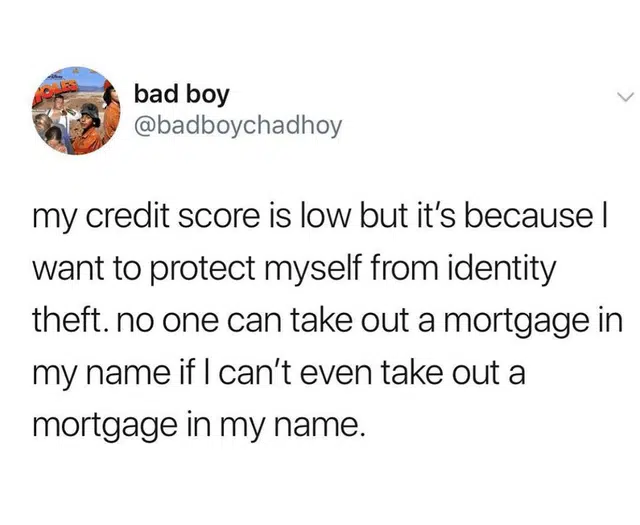 HOLES
bad boy
@badboychadhoy
my credit score is low but it's because I
want to protect myself from identity
theft. no one can take out a mortgage in
my name if I can't even take out a
mortgage in my name.